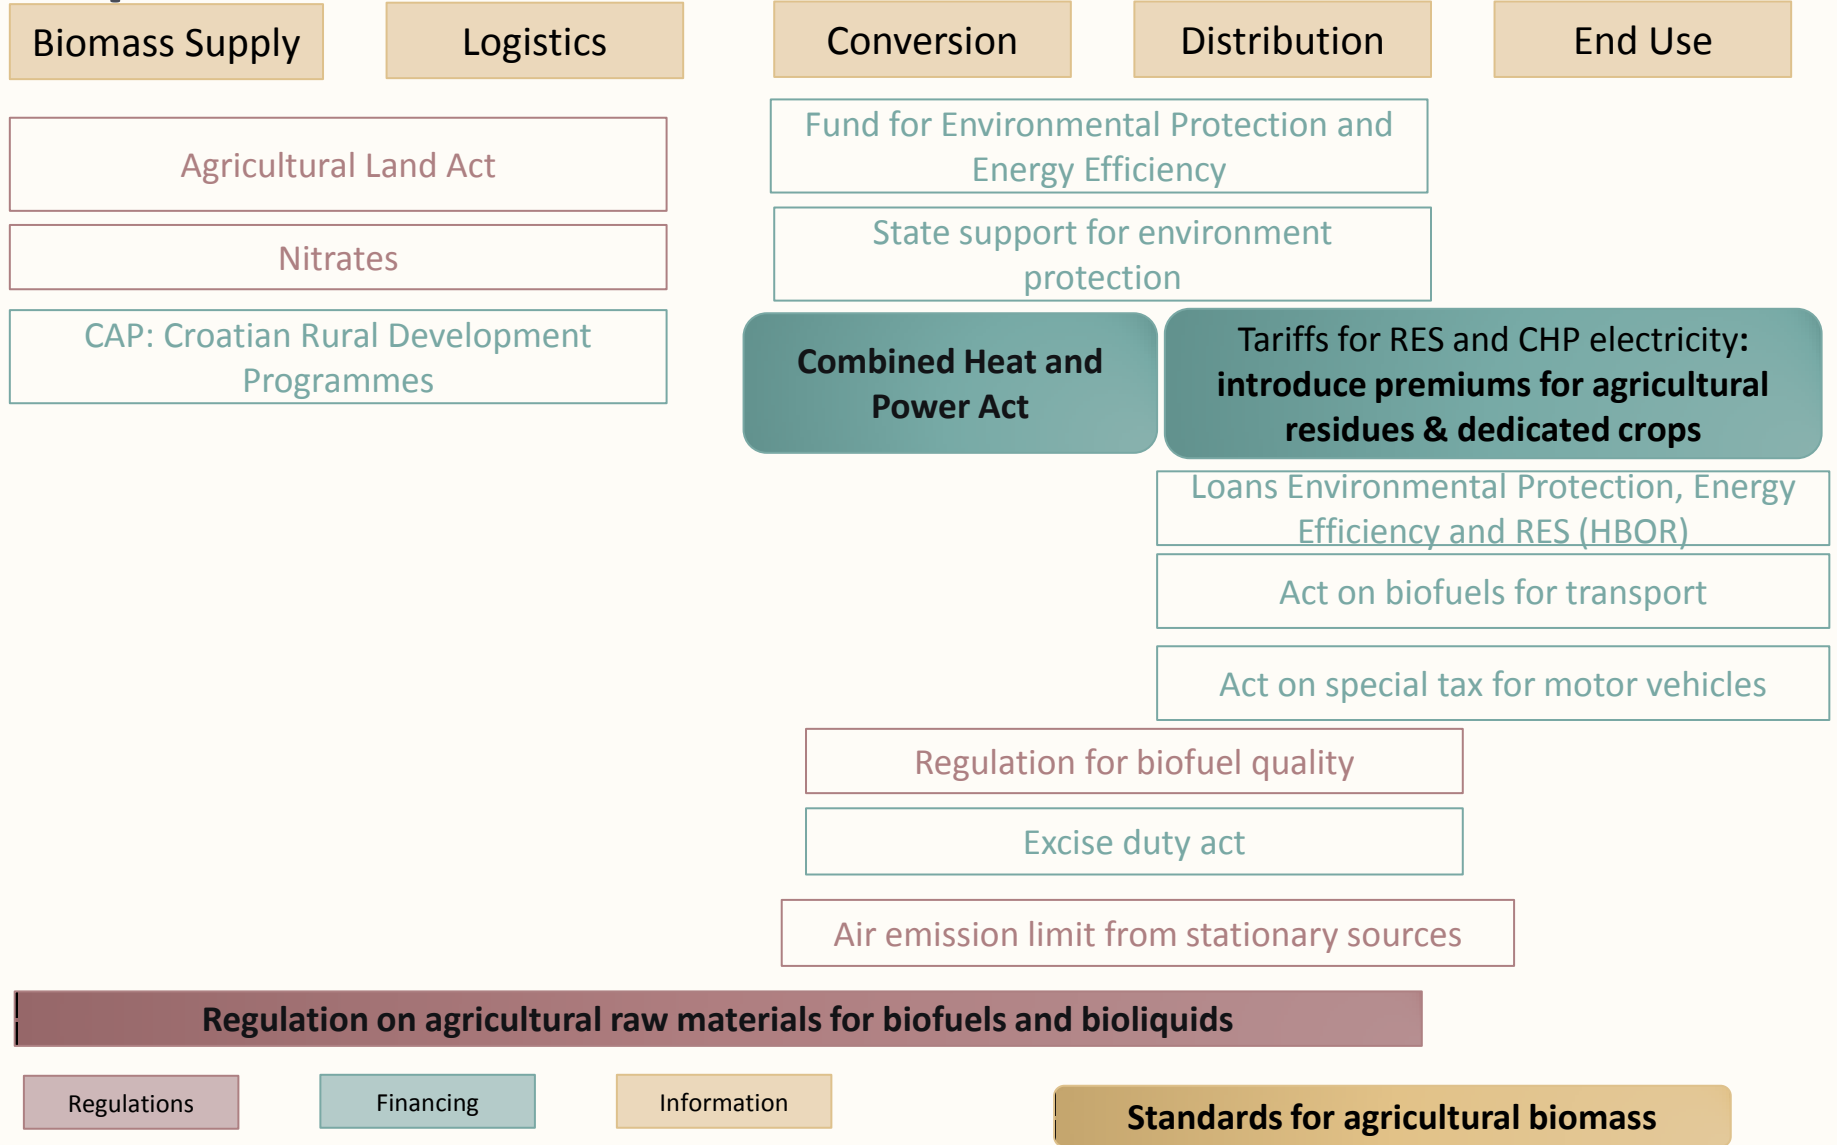 Biomass Supply
Logistics
Conversion
Distribution
End Use
Agricultural Land Act
Nitrates
CAP: Croatian Rural Development
Programmes
Fund for Environmental Protection and
Energy Efficiency
State support for environment
protection
Combined Heat and
Power Act
Tariffs for RES and CHP electricity:
introduce premiums for agricultural
residues & dedicated crops
Loans Environmental Protection, Energy
Efficiency and RES (HBOR)
Act on biofuels for transport
Act on special tax for motor vehicles
Regulation for biofuel quality
Excise duty act
Air emission limit from stationary sources
Regulation on agricultural raw materials for biofuels and bioliquids
Regulations
Financing
Information
Standards for agricultural biomass